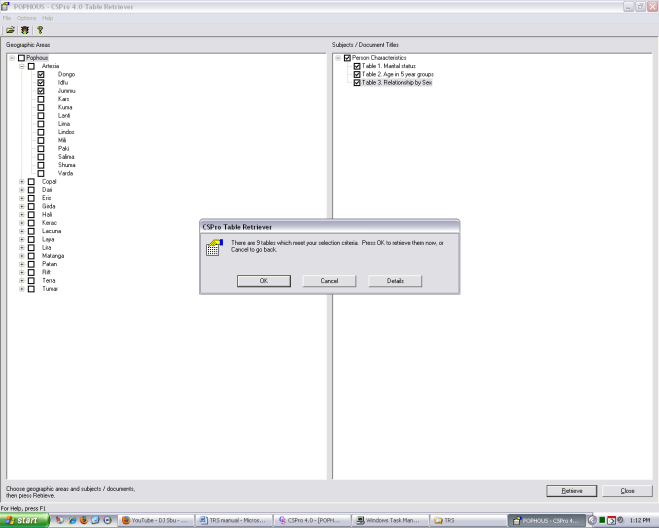 POPHOUS - CSPro 4.0 Table Retriever
File Options Help
Geographic Areas
Subjects / Document Titles
Pophous
Artesia
Dongo
Idfu
Jummu
Kars
Kuma
Lanti
Lima
Lindos
Mili
Paki
Salima
Shuma
Varda
Copal
Dari
Eris
Girda
Hali
Kerac
Lacuna
Laya
Lira
Matanga
Patan
Rift
Terra
Tumar
Person Characteristics
Table 1. Marital status
Table 2. Age in 5 year groups
Table 3. Relationship by Sex
CSPro Table Retriever
There are 9 tables which meet your selection criteria. Press OK to retrieve them now, or
Cancel to go back.
OK Cancel Details
Choose geographic areas and subjects / documents,
then press Retrieve.
Retrieve Close
For Help, press F1
start YouTube - DJ Sbu - ... TRS manual - Micros... CSPro 4.0 - [POPH... Windows Task Man... TRS POPHOUS - CSPro 4.... 1:12 PM